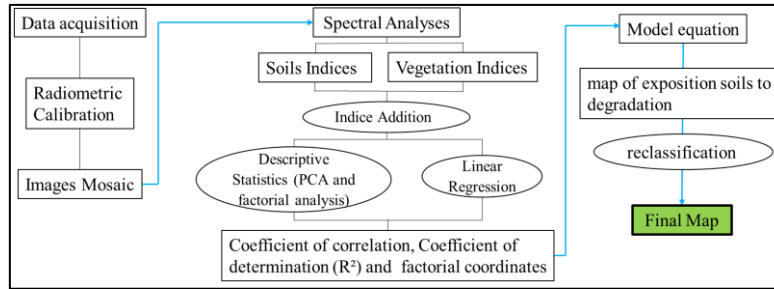 Data acquisition
Radiometric
Calibration
Images Mosaic
Spectral Analyses
Soils Indices
Vegetation Indices
Indice Addition
Descriptive
Statistics (PCA and
factorial analysis)
Linear
Regression
Coefficient of correlation, Coefficient of
determination (R²) and factorial coordinates
Model equation
map of exposition soils to
degradation
reclassification
Final Map